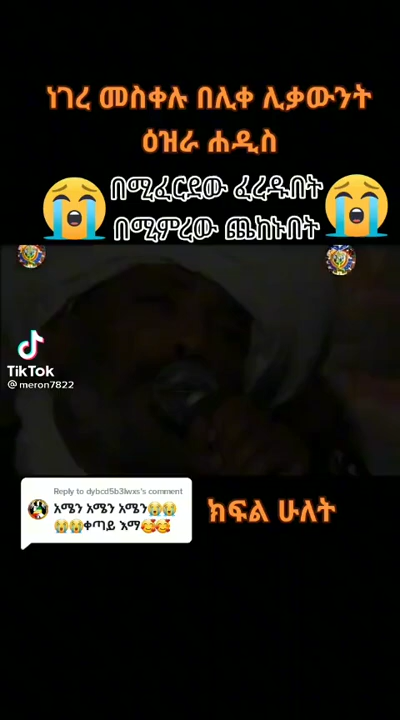 ነገረ መስቀሉ በሊቀ ሊቃውንት
ዕዝራ ሐዲስ
በሚፈርደው ፈረዱበት
በሚምረው ጨከኑበት
TikTok
@meron7822
Reply to dybcd5b3lwxs's comment
አሜን አሜን አሜን😭😭
😭😭ቀጣይ እማ🥰🥰
ክፍል ሁለት